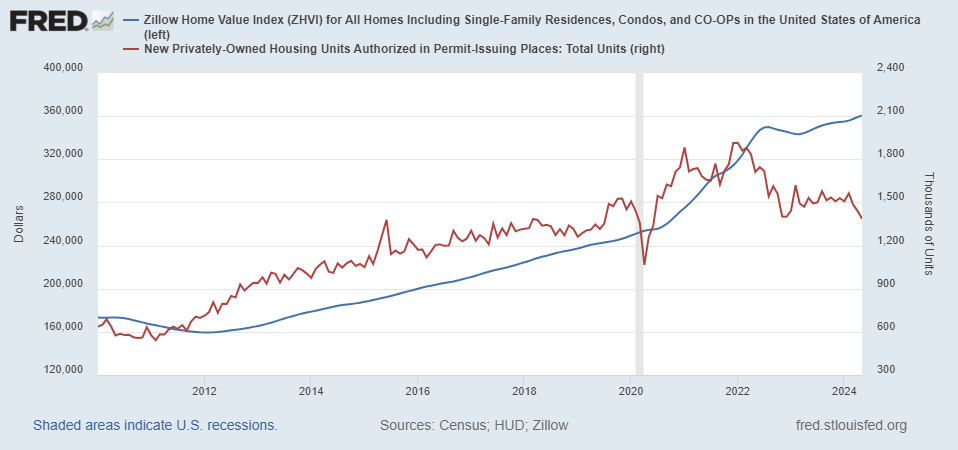 FRED
Zillow Home Value Index (ZHVI) for All Homes Including Single-Family Residences, Condos, and CO-OPs in the United States of America
(left)
New Privately-Owned Housing Units Authorized in Permit-Issuing Places: Total Units (right)
400,000
2,400
360,000
2,100
320,000
1,800
280,000
1,500
240,000
1,200
200,000
900
160,000
600
120,000
300
Dollars
Thousands of Units
2012
2014
2016
2018
2020
2022
2024
Shaded areas indicate U.S. recessions.
Sources: Census; HUD; Zillow
fred.stlouisfed.org